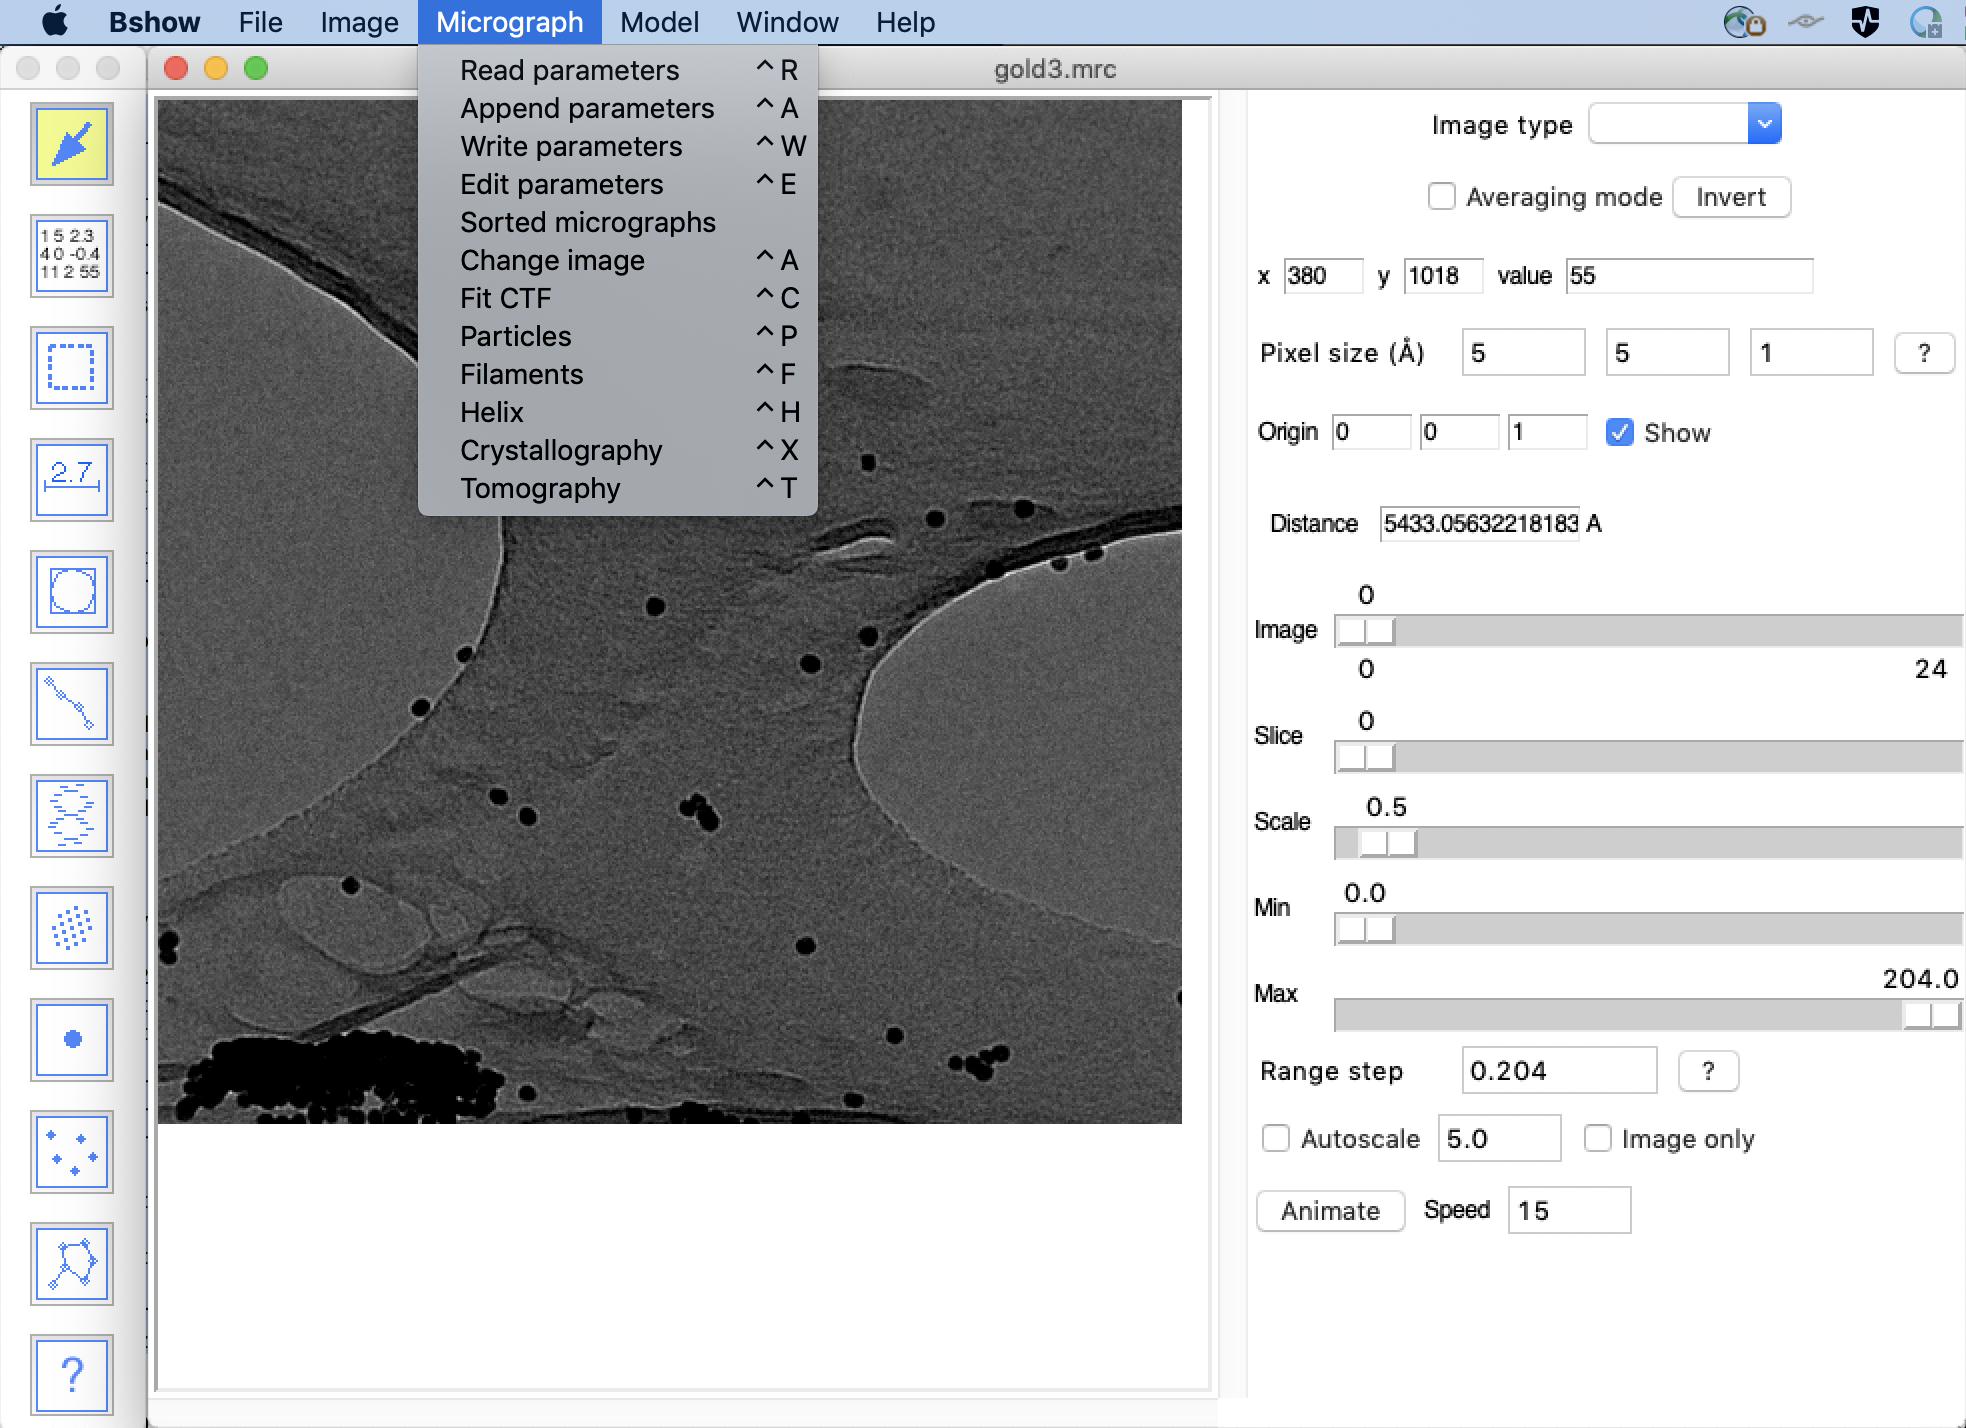 Bshow File Image Micrograph Model Window Help
gold3.mrc
Read parameters ^ R
Append parameters ^ A
Write parameters ^ W
Edit parameters ^ E
Sorted micrographs
Change image ^ A
Fit CTF ^ C
Particles ^ P
Filaments ^ F
Helix ^ H
Crystallography ^ X
Tomography ^ T
1 5 2.3
4 0 -0.4
11 2 55
2.7
?
Image type
Averaging mode Invert
x 380 y 1018 value 55
Pixel size (Å) 5 5 1 ?
Origin 0 0 1 Show
Distance 5433.05632218183 A
0
Image
0 24
0
Slice
0.5
Scale
0.0
Min
204.0
Max
Range step 0.204 ?
Autoscale 5.0 Image only
Animate Speed 15